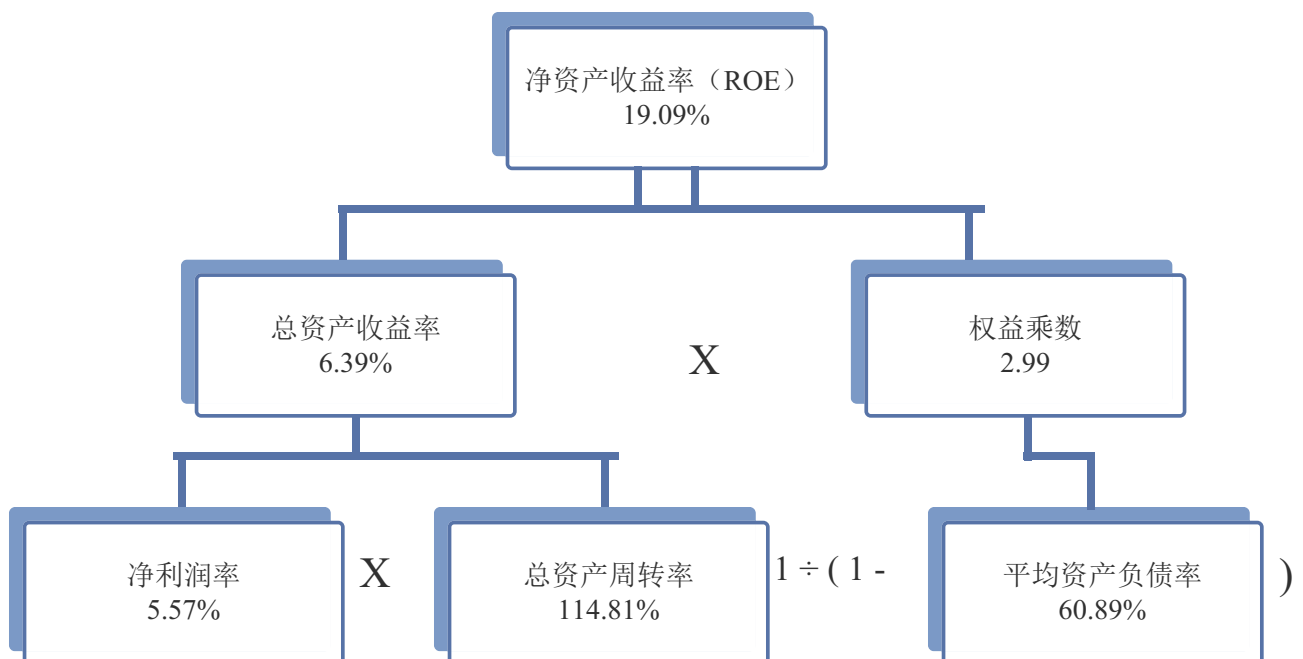 净资产收益率（ROE）
19.09%
总资产收益率
6.39%
X
权益乘数
2.99
净利润率
5.57%
X
总资产周转率
114.81%
1 ÷ ( 1 -
平均资产负债率
60.89%
)